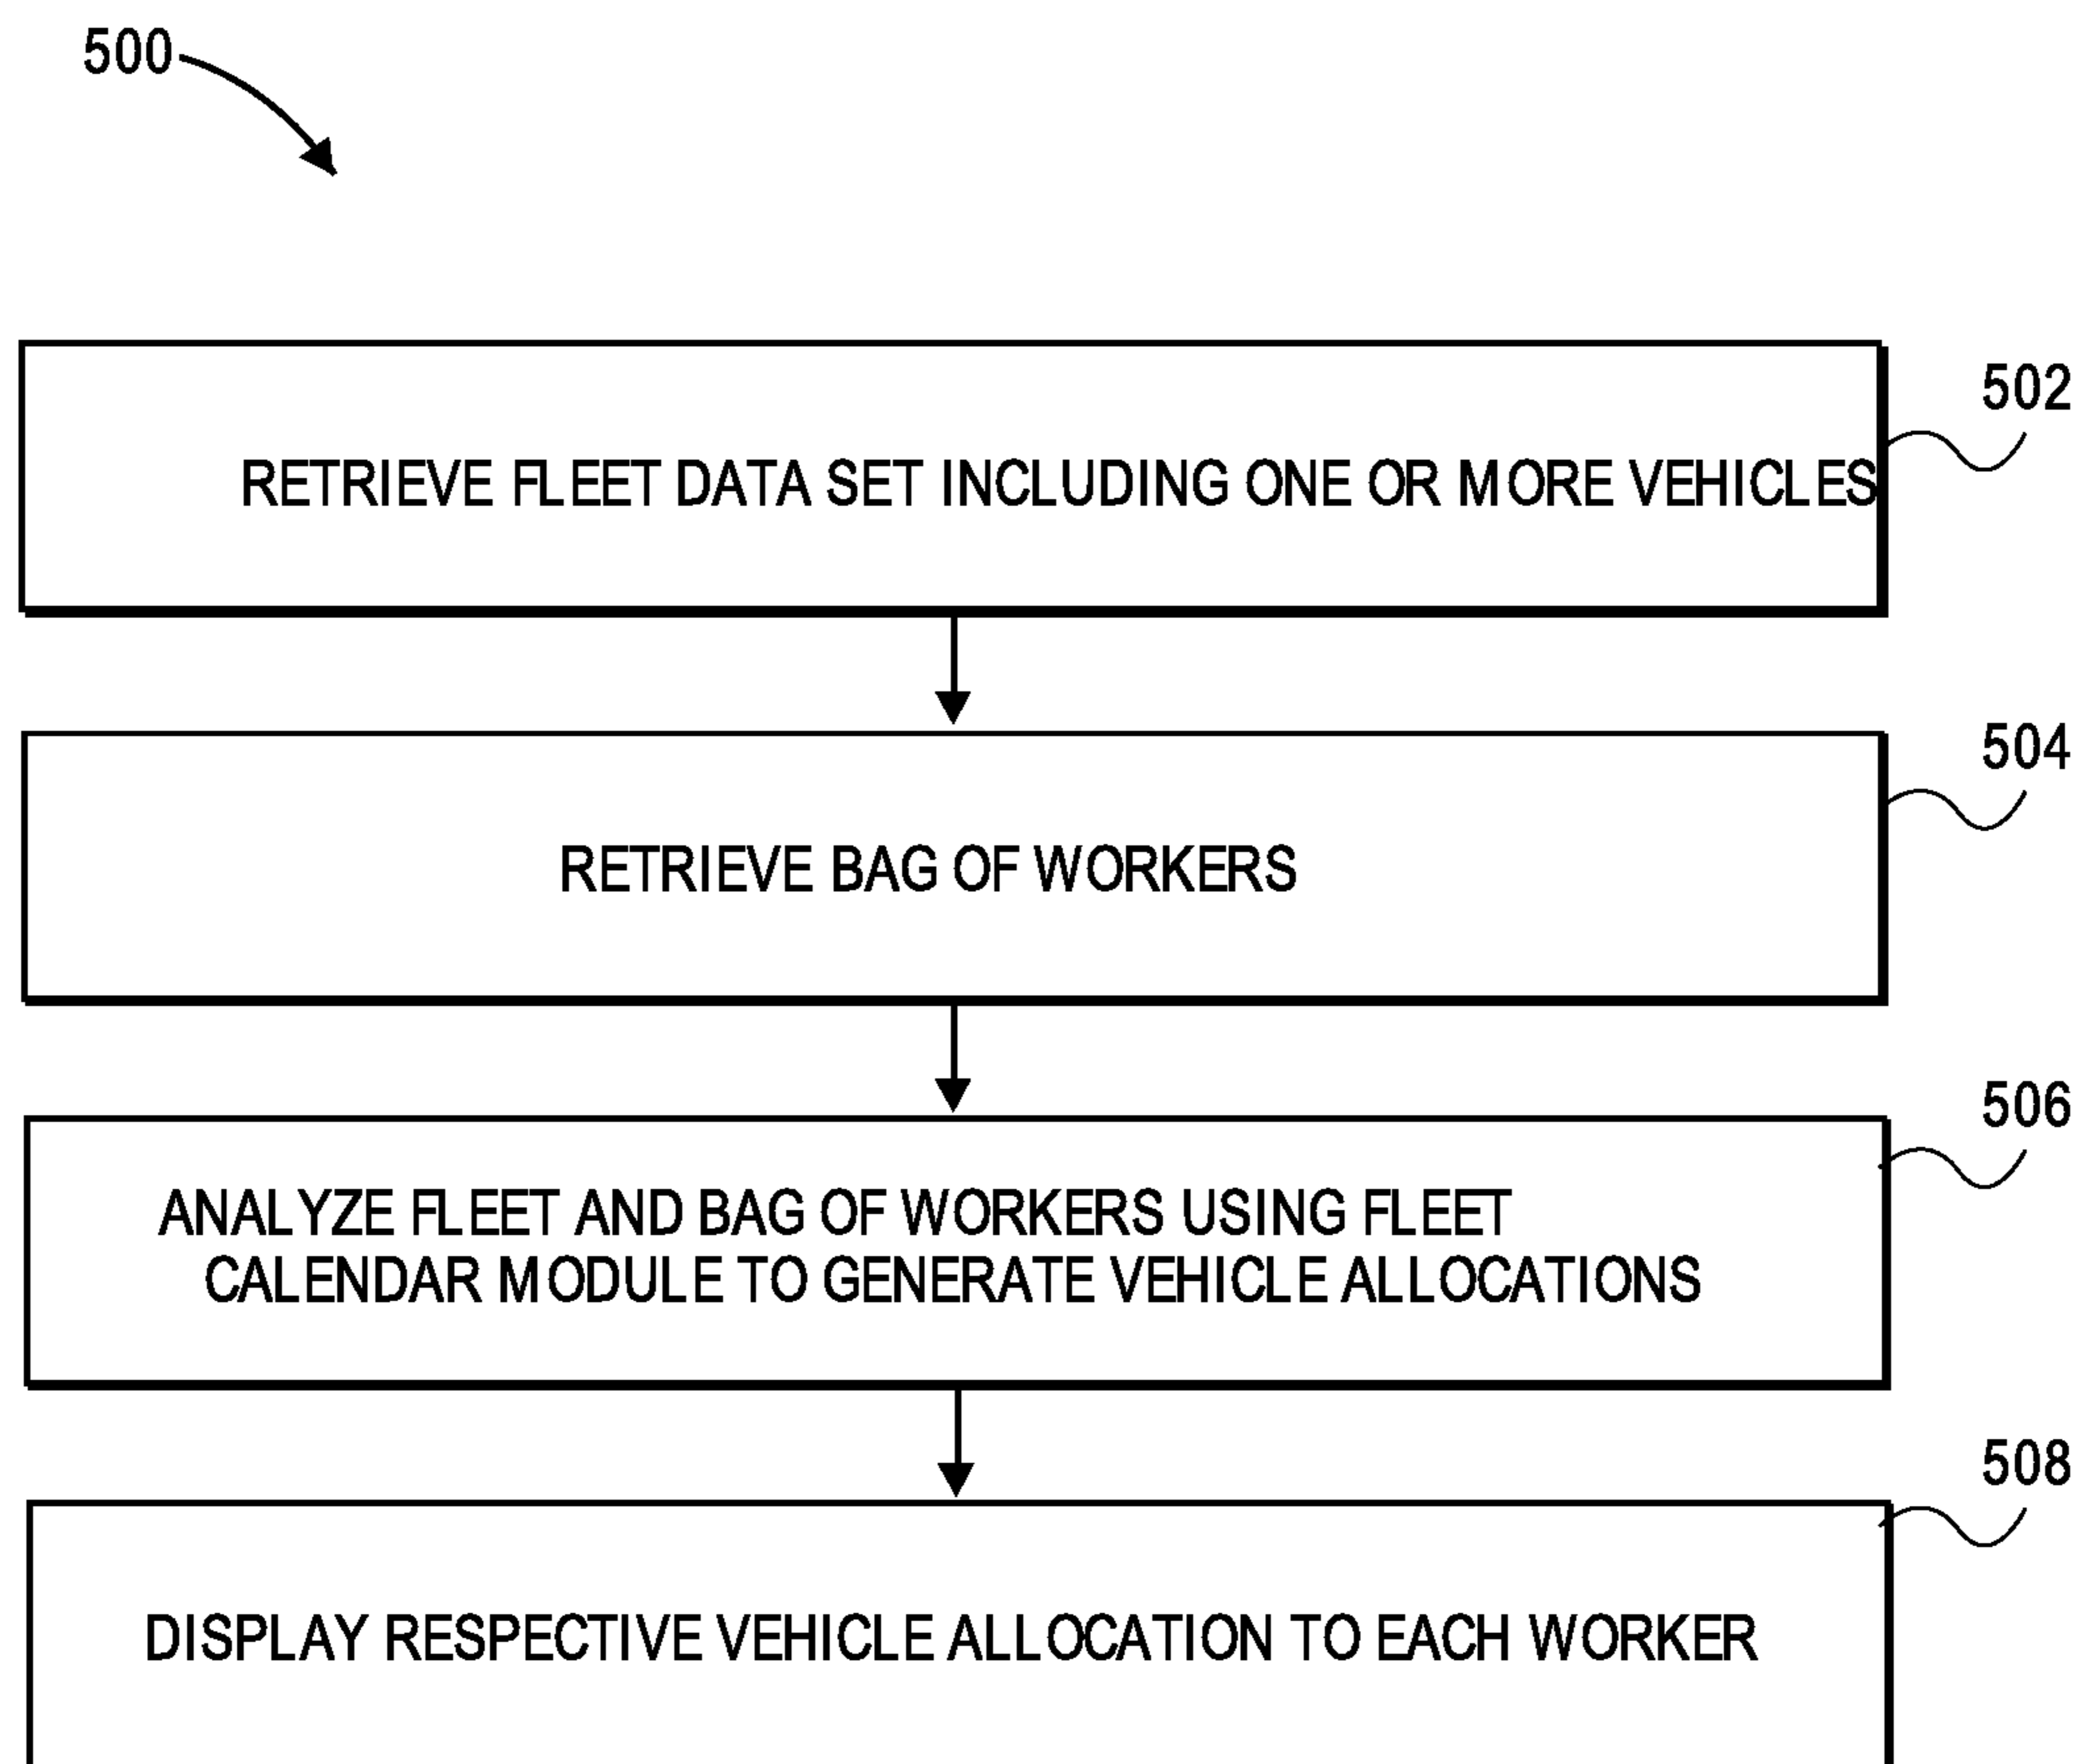 500
502
RETRIEVE FLEET DATA SET INCLUDING ONE OR MORE VEHICLES
504
RETRIEVE BAG OF WORKERS
506
ANALYZE FLEET AND BAG OF WORKERS USING FLEET
CALENDAR MODULE TO GENERATE VEHICLE ALLOCATIONS
508
DISPLAY RESPECTIVE VEHICLE ALLOCATION TO EACH WORKER